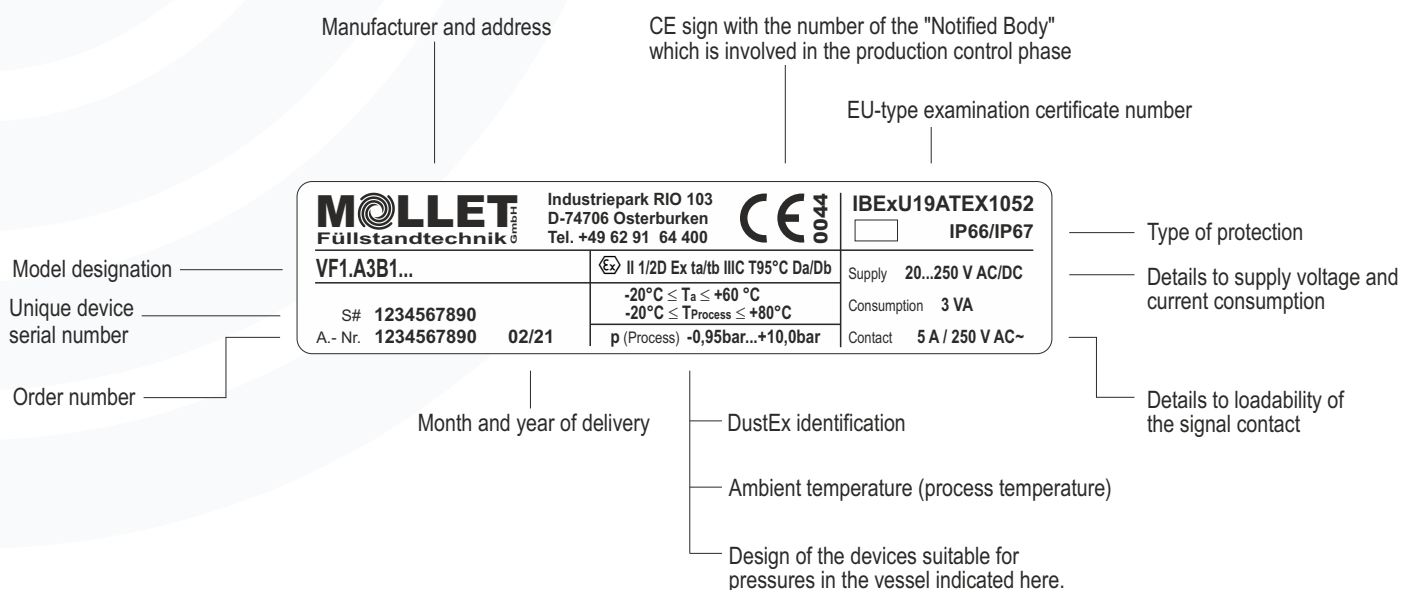 Manufacturer and address
CE sign with the number of the "Notified Body"
which is involved in the production control phase
EU-type examination certificate number
MOLLET GmbH
Füllstandtechnik
Industriepark RIO 103
D-74706 Osterburken
Tel. +49 62 91 64 400
CE 0044
IBExU19ATEX1052
IP66/IP67
Type of protection
Model designation
VF1.A3B1...
Ex II 1/2D Ex ta/tb IIIC T95°C Da/Db
Supply 20...250 V AC/DC
Details to supply voltage and
current consumption
-20°C ≤ Ta ≤ +60 °C
-20°C ≤ TProcess ≤ +80°C
Consumption 3 VA
Unique device
serial number
S# 1234567890
A.- Nr. 1234567890 02/21
p (Process) -0,95bar...+10,0bar
Contact 5 A / 250 V AC~
Order number
Month and year of delivery
DustEx identification
Details to loadability of
the signal contact
Ambient temperature (process temperature)
Design of the devices suitable for
pressures in the vessel indicated here.